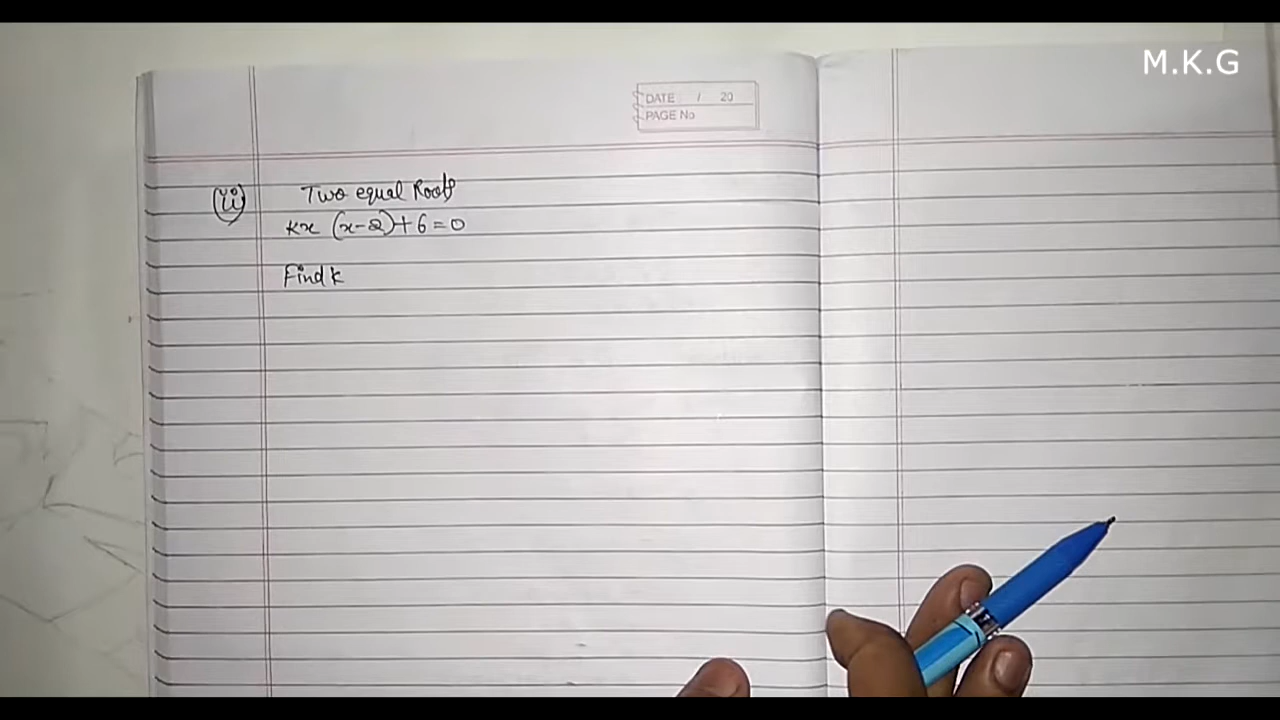 M.K.G
DATE / 20
PAGE No
(ii) Two equal Roots
kx (x-2)+6=0
Find k